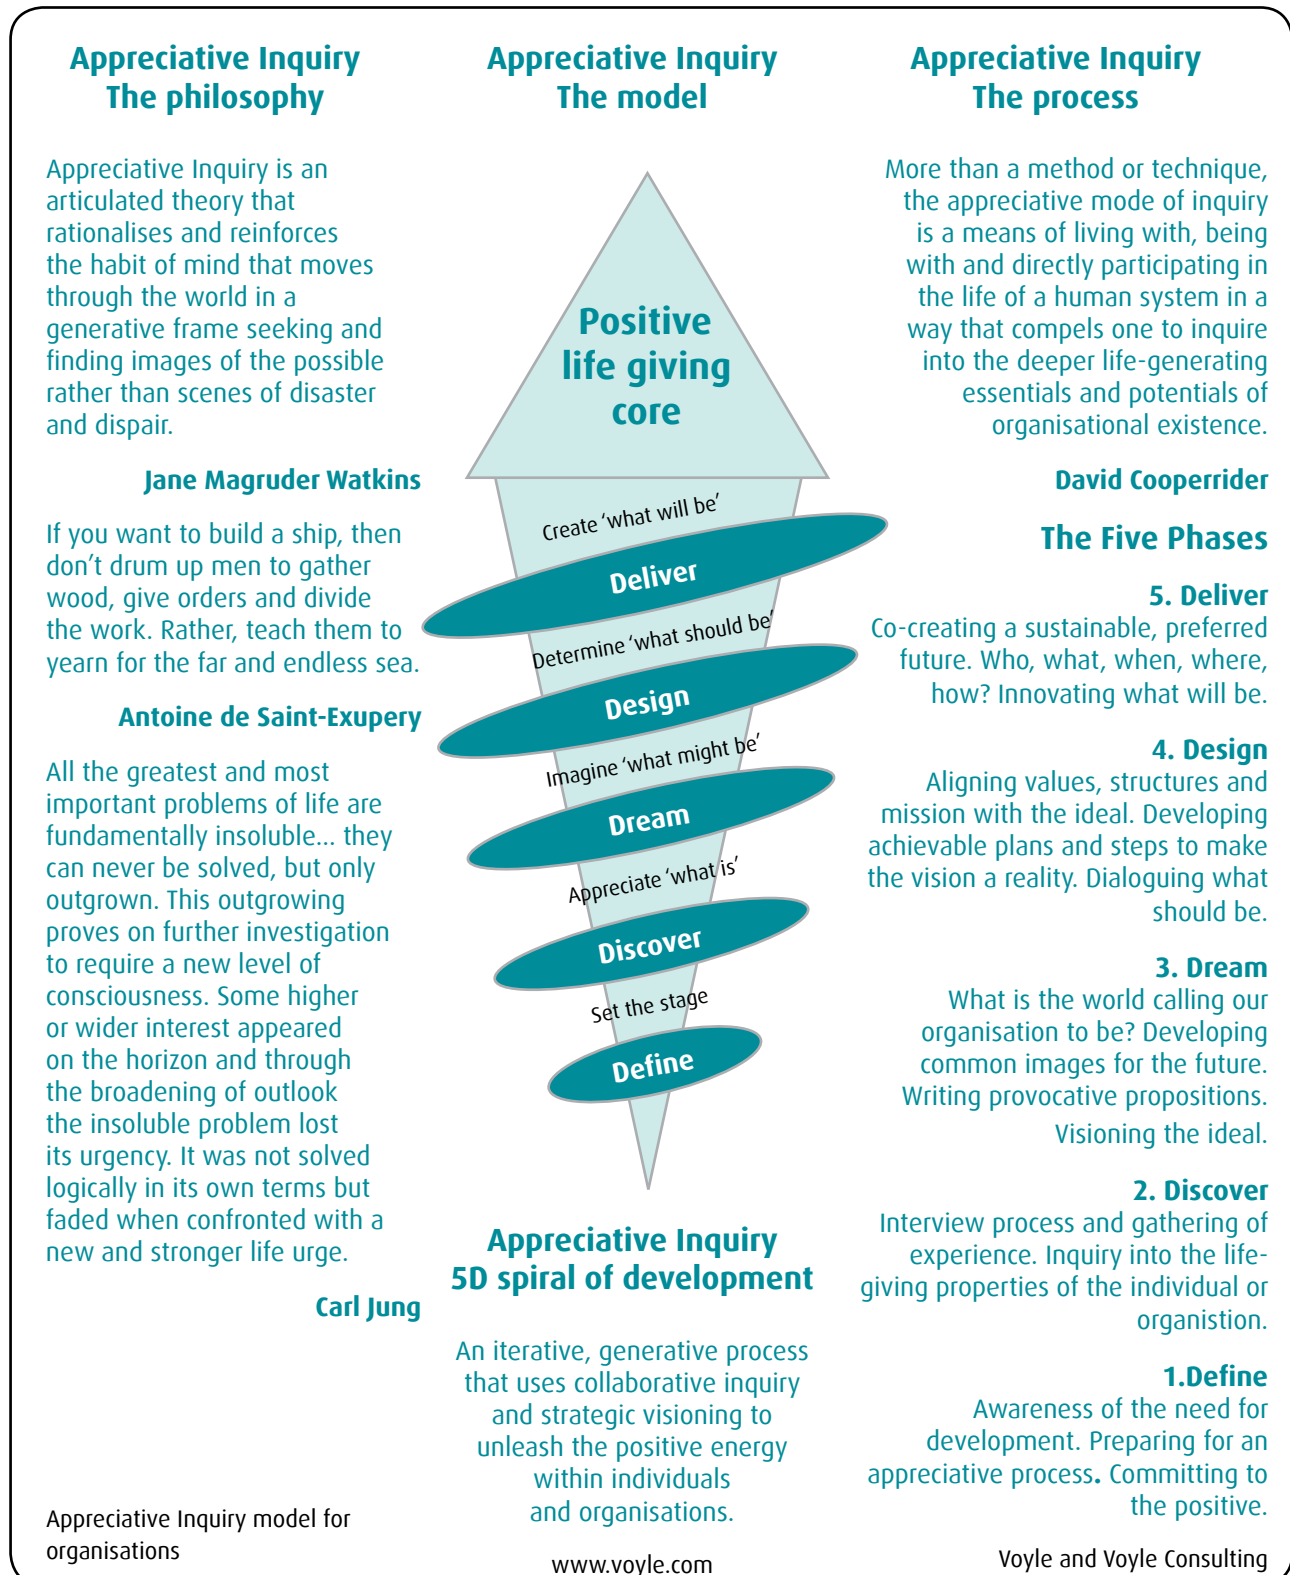 Appreciative Inquiry
The philosophy
Appreciative Inquiry is an
articulated theory that
rationalises and reinforces
the habit of mind that moves
through the world in a
generative frame seeking and
finding images of the possible
rather than scenes of disaster
and dispair.
Jane Magruder Watkins
If you want to build a ship, then
don’t drum up men to gather
wood, give orders and divide
the work. Rather, teach them to
yearn for the far and endless sea.
Antoine de Saint-Exupery
All the greatest and most
important problems of life are
fundamentally insoluble... they
can never be solved, but only
outgrown. This outgrowing
proves on further investigation
to require a new level of
consciousness. Some higher
or wider interest appeared
on the horizon and through
the broadening of outlook
the insoluble problem lost
its urgency. It was not solved
logically in its own terms but
faded when confronted with a
new and stronger life urge.
Carl Jung
Appreciative Inquiry model for
organisations
Appreciative Inquiry
The model
Positive
life giving
core
Create ‘what will be’
Deliver
Determine ‘what should be’
Design
Imagine ‘what might be’
Dream
Appreciate ‘what is’
Discover
Set the stage
Define
Appreciative Inquiry
5D spiral of development
An iterative, generative process
that uses collaborative inquiry
and strategic visioning to
unleash the positive energy
within individuals
and organisations.
www.voyle.com
Appreciative Inquiry
The process
More than a method or technique,
the appreciative mode of inquiry
is a means of living with, being
with and directly participating in
the life of a human system in a
way that compels one to inquire
into the deeper life-generating
essentials and potentials of
organisational existence.
David Cooperrider
The Five Phases
5. Deliver
Co-creating a sustainable, preferred
future. Who, what, when, where,
how? Innovating what will be.
4. Design
Aligning values, structures and
mission with the ideal. Developing
achievable plans and steps to make
the vision a reality. Dialoguing what
should be.
3. Dream
What is the world calling our
organisation to be? Developing
common images for the future.
Writing provocative propositions.
Visioning the ideal.
2. Discover
Interview process and gathering of
experience. Inquiry into the life-
giving properties of the individual or
organistion.
1.Define
Awareness of the need for
development. Preparing for an
appreciative process. Committing to
the positive.
Voyle and Voyle Consulting